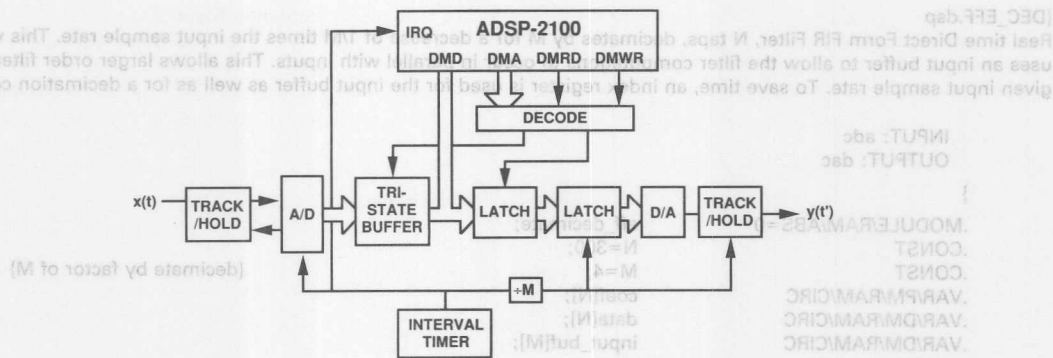 {DEC_EFF.dsp
Real time Direct Form FIR Filter, N taps, decimates by M for a decrease of 1/M times the input sample rate. This
uses an input buffer to allow the filter computations to occur in parallel with inputs. This allows larger order filter
given input sample rate. To save time, an index register is used for the input buffer as well as for a decimation
INPUT: adc
OUTPUT: dac
}
.MODULE/RAM/ABS=0 eff_decimate;
.CONST N=300;
.CONST M=4; {decimate by factor of M}
.VAR/PM/RAM/CIRC coef[N];
.VAR/DM/RAM/CIRC data[N];
.VAR/DM/RAM/CIRC input_buf[M];
IRQ ADSP-2100
DMD DMA DMRD DMWR
DECODE
x(t)
TRACK
/HOLD
A/D
TRI-
STATE
BUFFER
LATCH
LATCH
D/A
TRACK
/HOLD
y(t')
÷M
INTERVAL
TIMER